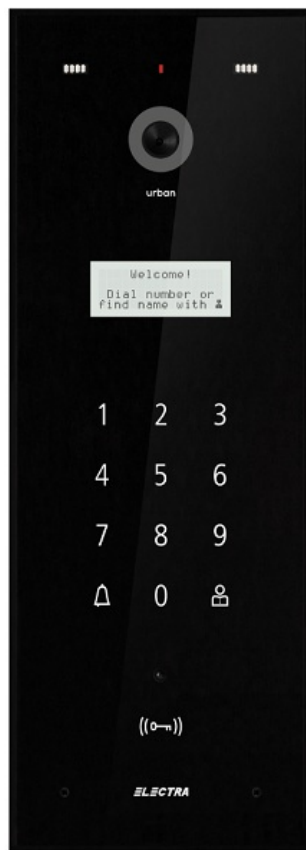 urban
Welcome!
Dial number or
find name with
1 2 3
4 5 6
7 8 9
0
ELECTRA